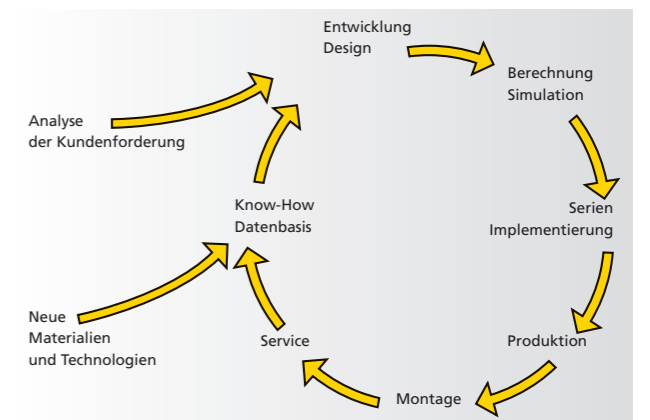 Entwicklung
Design
Berechnung
Simulation
Analyse
der Kundenforderung
Know-How
Datenbasis
Serien
Implementierung
Neue
Materialien
und Technologien
Service
Produktion
Montage